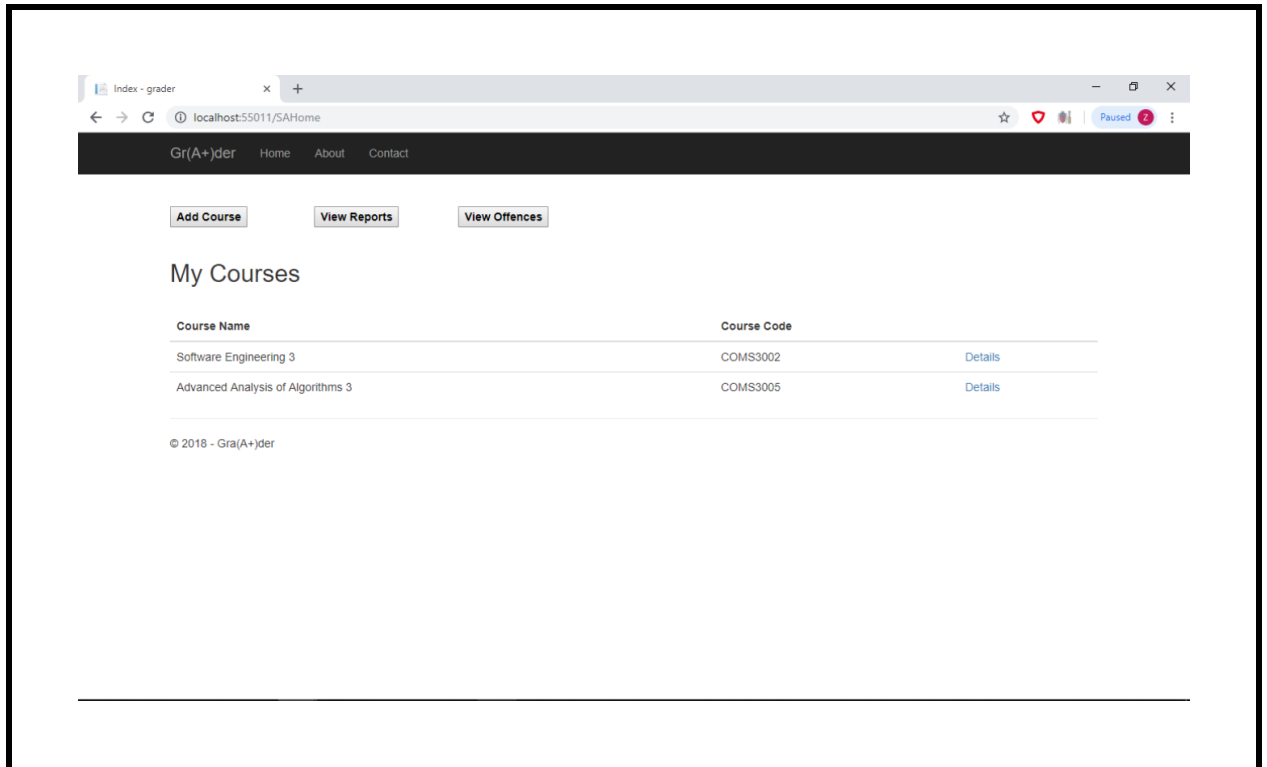 Index - grader
localhost:55011/SAHome
Paused Z
Gr(A+)der Home About Contact
Add Course View Reports View Offences
My Courses
Course Name Course Code
Software Engineering 3 COMS3002 Details
Advanced Analysis of Algorithms 3 COMS3005 Details
© 2018 - Gra(A+)der